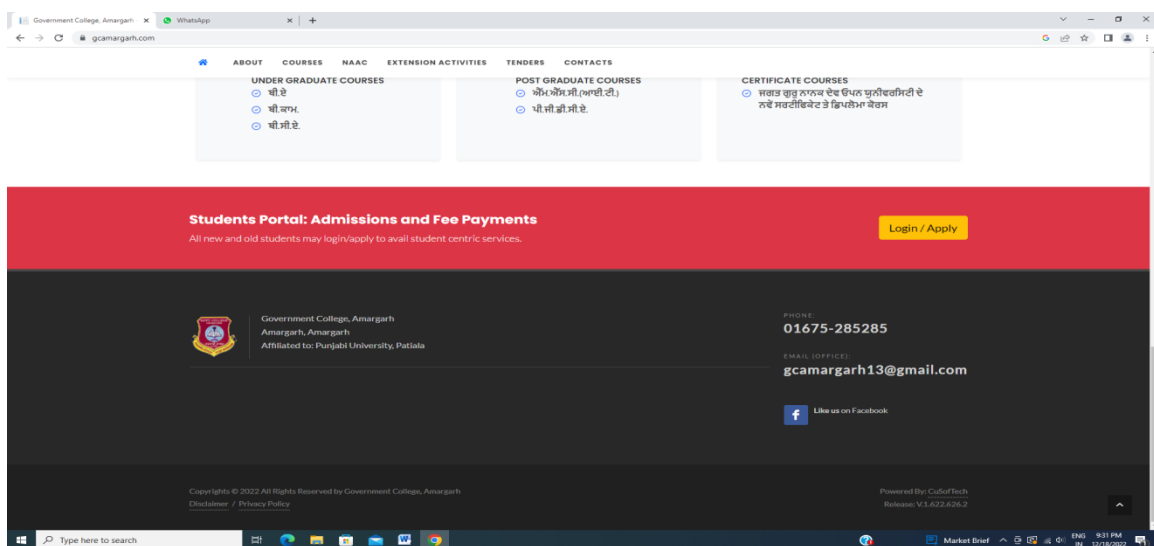 Government College, Amargarh
WhatsApp
gcamargarh.com
ABOUT COURSES NAAC EXTENSION ACTIVITIES TENDERS CONTACTS
UNDER GRADUATE COURSES
ਬੀ.ਏ
ਬੀ.ਕਾਮ.
ਬੀ.ਸੀ.ਏ.
POST GRADUATE COURSES
ਐੱਮ.ਐੱਸ.ਸੀ.(ਆਈ.ਟੀ.)
ਪੀ.ਜੀ.ਡੀ.ਸੀ.ਏ.
CERTIFICATE COURSES
ਜਗਤ ਗੁਰੂ ਨਾਨਕ ਦੇਵ ਓਪਨ ਯੂਨੀਵਰਸਿਟੀ ਦੇ
ਨਵੇਂ ਸਰਟੀਫਿਕੇਟ ਤੇ ਡਿਪਲੋਮਾ ਕੋਰਸ
Students Portal: Admissions and Fee Payments
All new and old students may login/apply to avail student centric services.
Login / Apply
Government College, Amargarh
Amargarh, Amargarh
Affiliated to: Punjabi University, Patiala
PHONE:
01675-285285
EMAIL (OFFICE):
gcamargarh13@gmail.com
Like us on Facebook
Copyrights © 2022 All Rights Reserved by Government College, Amargarh
Disclaimer / Privacy Policy
Powered By: CuSofTech
Release: V.1.622.626.2
Type here to search
Market Brief
ENG
IN
9:31 PM
12/18/2022